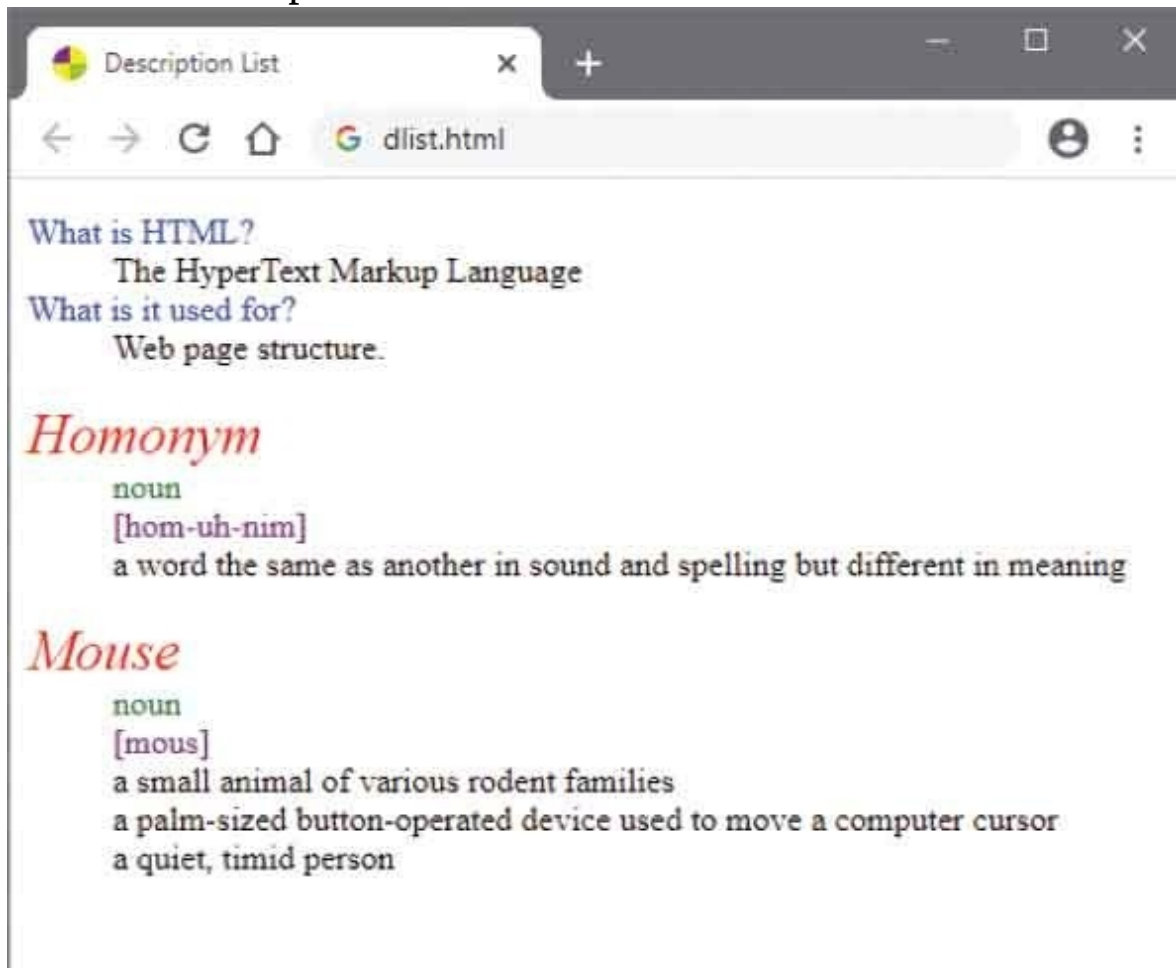 Description List
dlist.html
What is HTML?
The HyperText Markup Language
What is it used for?
Web page structure.
Homonym
noun
[hom-uh-nim]
a word the same as another in sound and spelling but different in meaning
Mouse
noun
[mous]
a small animal of various rodent families
a palm-sized button-operated device used to move a computer cursor
a quiet, timid person